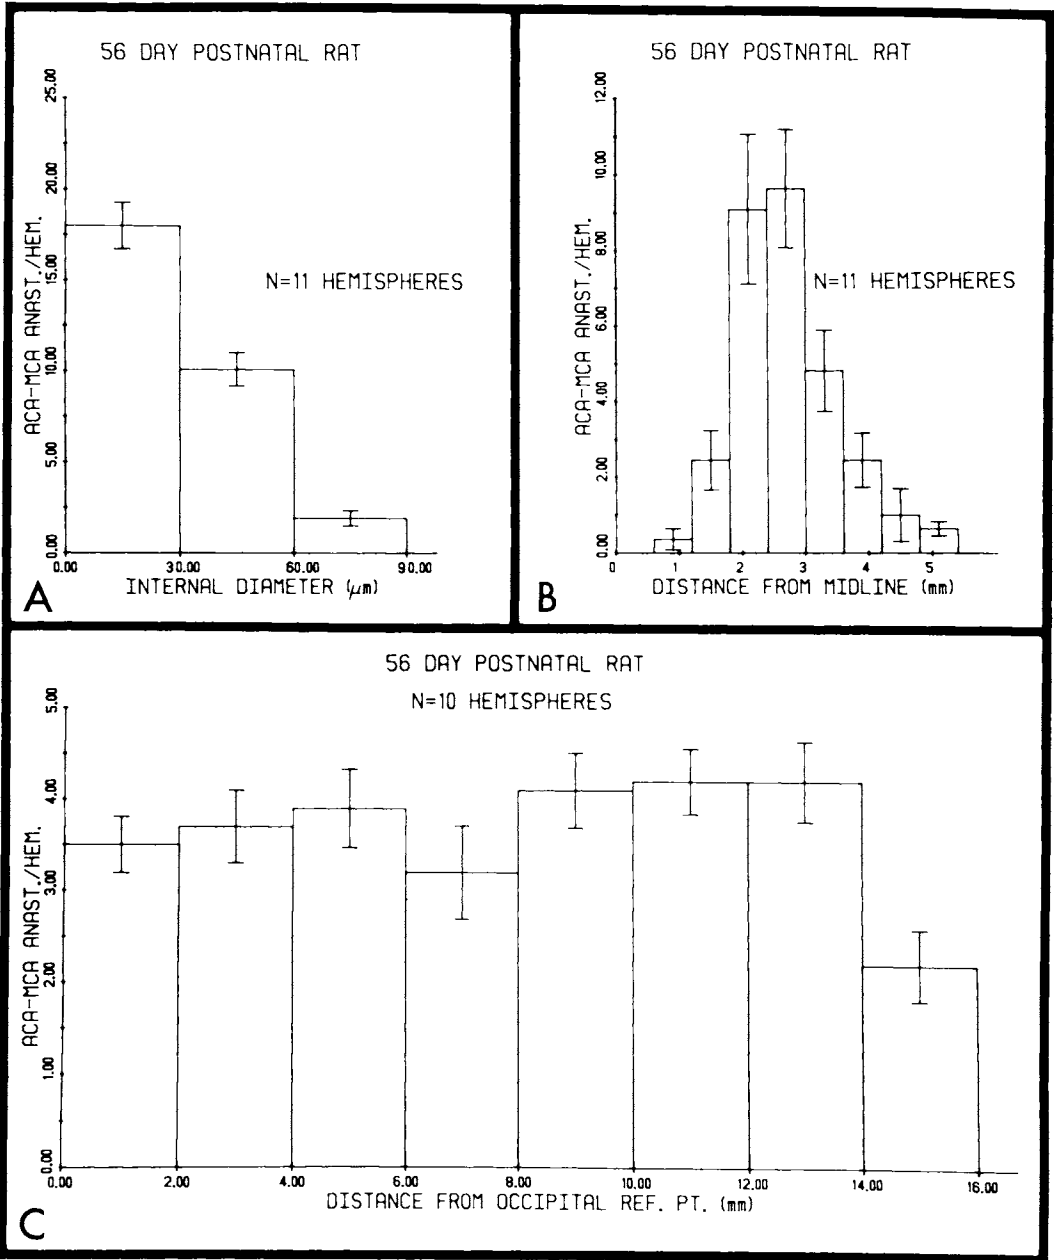 56 DAY POSTNATAL RAT
25.00
20.00
15.00
10.00
5.00
0.00
ACA-MCA ANAST./HEM.
N=11 HEMISPHERES
0.00 30.00 60.00 90.00
INTERNAL DIAMETER (μm)
A
56 DAY POSTNATAL RAT
12.00
10.00
8.00
6.00
4.00
2.00
0.00
ACA-MCA ANAST./HEM.
N=11 HEMISPHERES
0 1 2 3 4 5
DISTANCE FROM MIDLINE (mm)
B
56 DAY POSTNATAL RAT
N=10 HEMISPHERES
5.00
4.00
3.00
2.00
1.00
0.00
ACA-MCA ANAST./HEM.
0.00 2.00 4.00 6.00 8.00 10.00 12.00 14.00 16.00
DISTANCE FROM OCCIPITAL REF. PT. (mm)
C